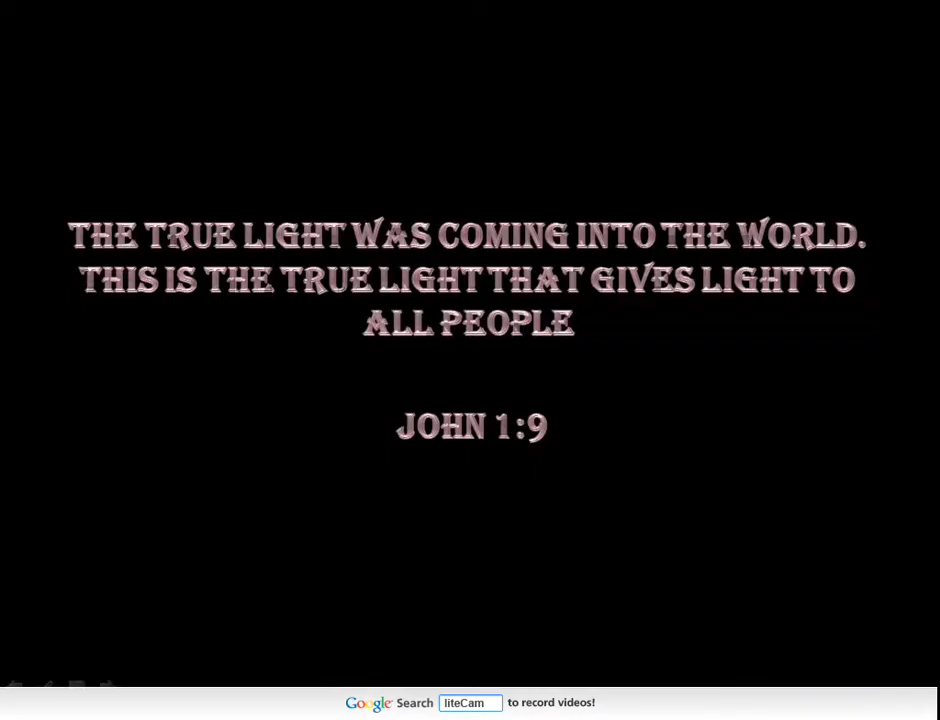 THE TRUE LIGHT WAS COMING INTO THE WORLD.
THIS IS THE TRUE LIGHT THAT GIVES LIGHT TO
ALL PEOPLE
JOHN 1:9
Google Search liteCam to record videos!